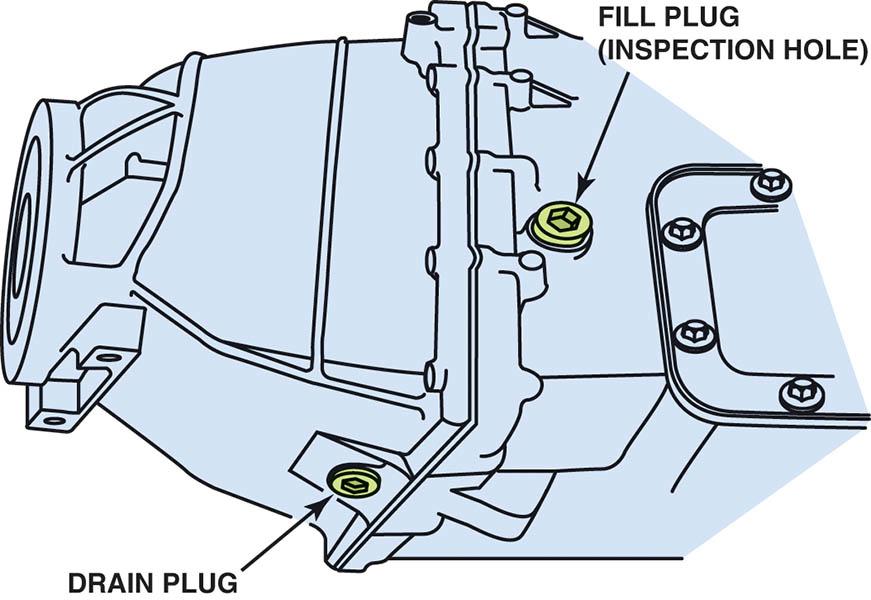 FILL PLUG
(INSPECTION HOLE)
DRAIN PLUG